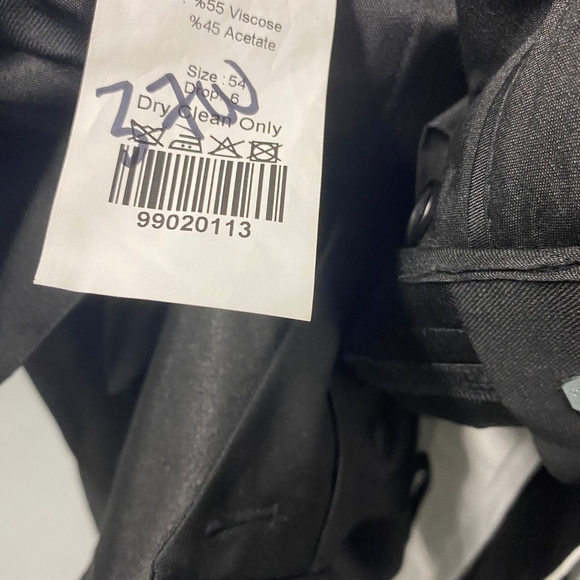 %55 Viscose
%45 Acetate
Size : 54
Drop: 6
Dry Clean Only
99020113